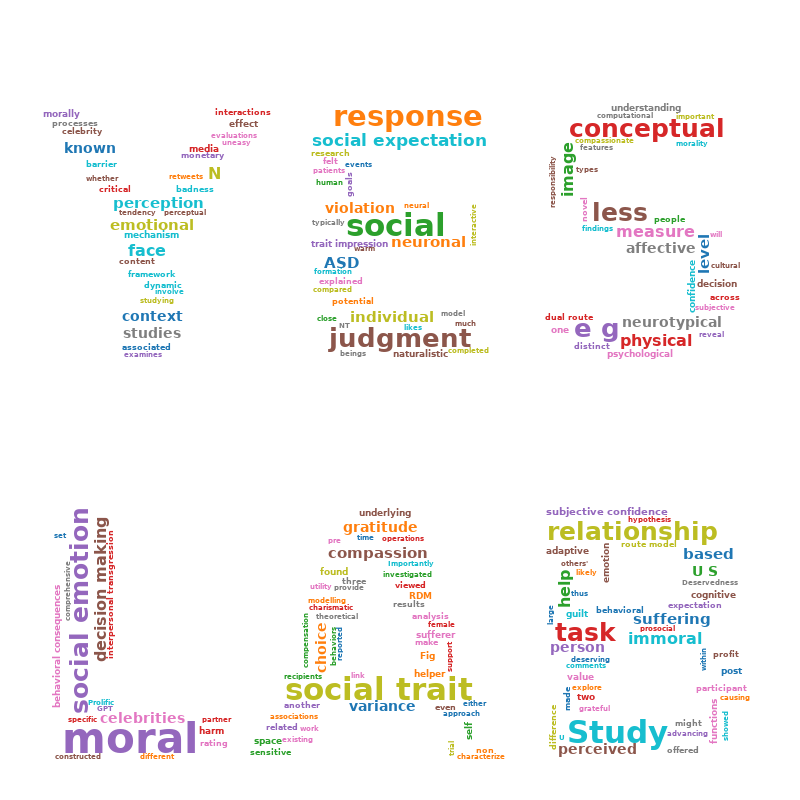 morally
processes
celebrity
known
barrier
whether
critical
interactions
effect
evaluations
uneasy
media
monetary
retweets
N
badness
perception
tendency
perceptual
emotional
mechanism
face
content
framework
dynamic
involve
studying
context
studies
associated
examines
response
social expectation
research
felt
events
patients
human
goals
violation
neural
typically
social
interactive
trait impression
neuronal
warm
ASD
formation
explained
compared
potential
close
individual
model
NT
likes
much
judgment
beings
naturalistic
completed
understanding
computational
important
conceptual
compassionate
morality
features
image
responsibility
types
novel
less
people
findings
measure
will
affective
level
cultural
confidence
decision
across
subjective
dual route
one
e g
neurotypical
reveal
distinct
physical
psychological
set
social emotion
decision making
interpersonal transgression
comprehensive
behavioral consequences
Prolific
GPT
specific
celebrities
partner
moral
harm
rating
constructed
different
underlying
gratitude
pre
time
operations
compassion
Importantly
found
investigated
three
utility
provide
viewed
RDM
modelling
charismatic
results
theoretical
analysis
female
compensation
choice
behaviors
reported
sufferer
make
Fig
support
recipients
link
helper
social trait
another
variance
even
either
approach
associations
related
work
self
space
existing
sensitive
trial
non
characterize
subjective confidence
hypothesis
relationship
route model
adaptive
emotion
based
others'
likely
help
U S
Deservedness
thus
cognitive
large
guilt
behavioral
expectation
suffering
task
prosocial
immoral
person
deserving
comments
within
profit
value
post
explore
participant
made
two
causing
grateful
difference
functions
showed
U
Study
might
advancing
perceived
offered